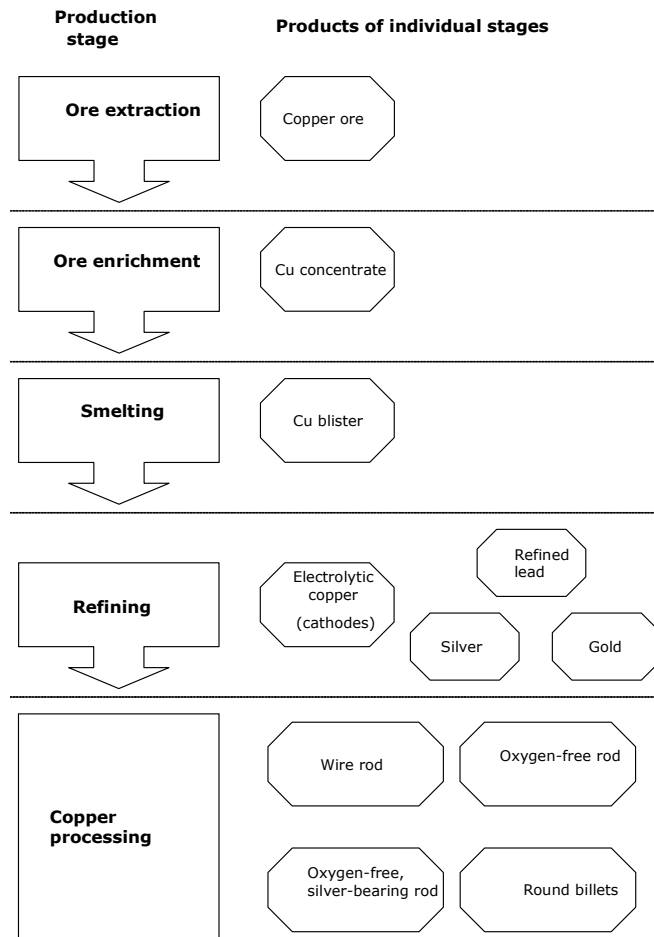 Production
stage
Products of individual stages
Ore extraction
Copper ore
Ore enrichment
Cu concentrate
Smelting
Cu blister
Refining
Electrolytic
copper
(cathodes)
Refined
lead
Silver
Gold
Copper
processing
Wire rod
Oxygen-free rod
Oxygen-free,
silver-bearing rod
Round billets